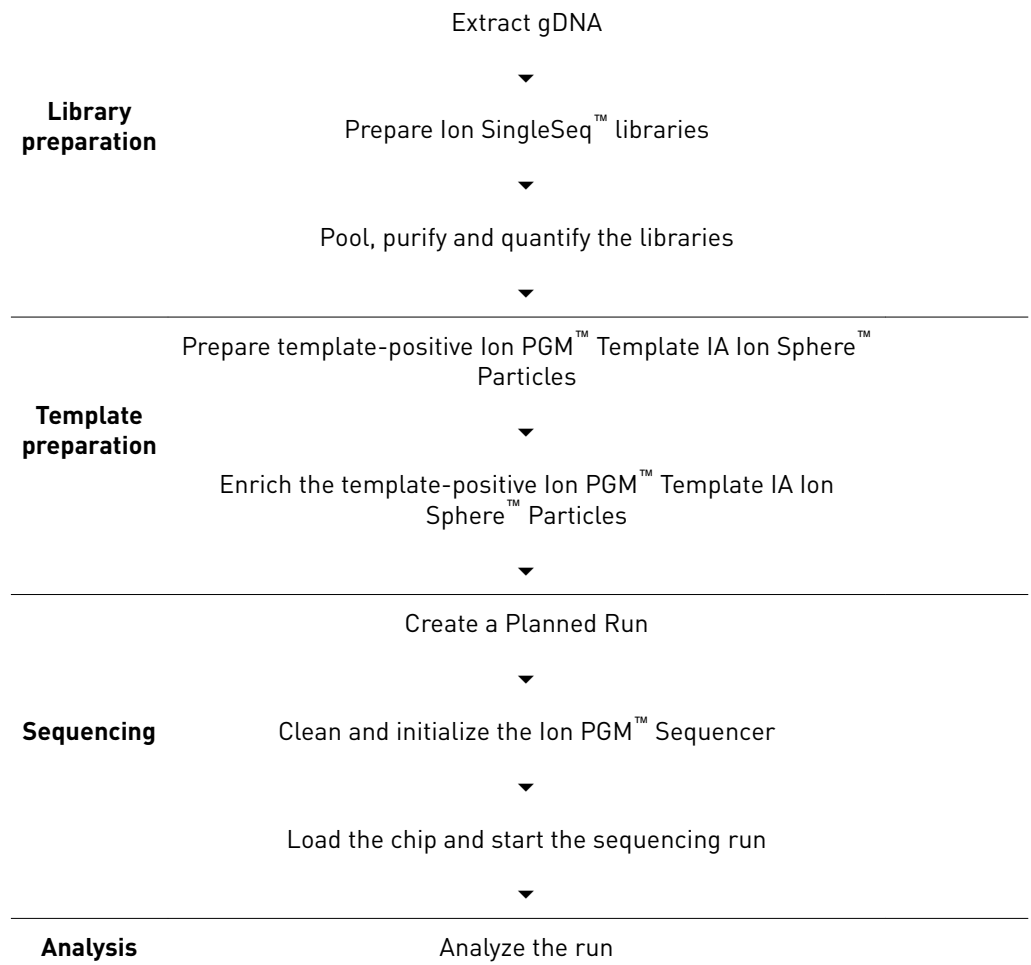 Extract gDNA
Library
preparation
Prepare Ion SingleSeq™ libraries
Pool, purify and quantify the libraries
Prepare template-positive Ion PGM™ Template IA Ion Sphere™
Particles
Template
preparation
Enrich the template-positive Ion PGM™ Template IA Ion
Sphere™ Particles
Create a Planned Run
Sequencing
Clean and initialize the Ion PGM™ Sequencer
Load the chip and start the sequencing run
Analysis
Analyze the run